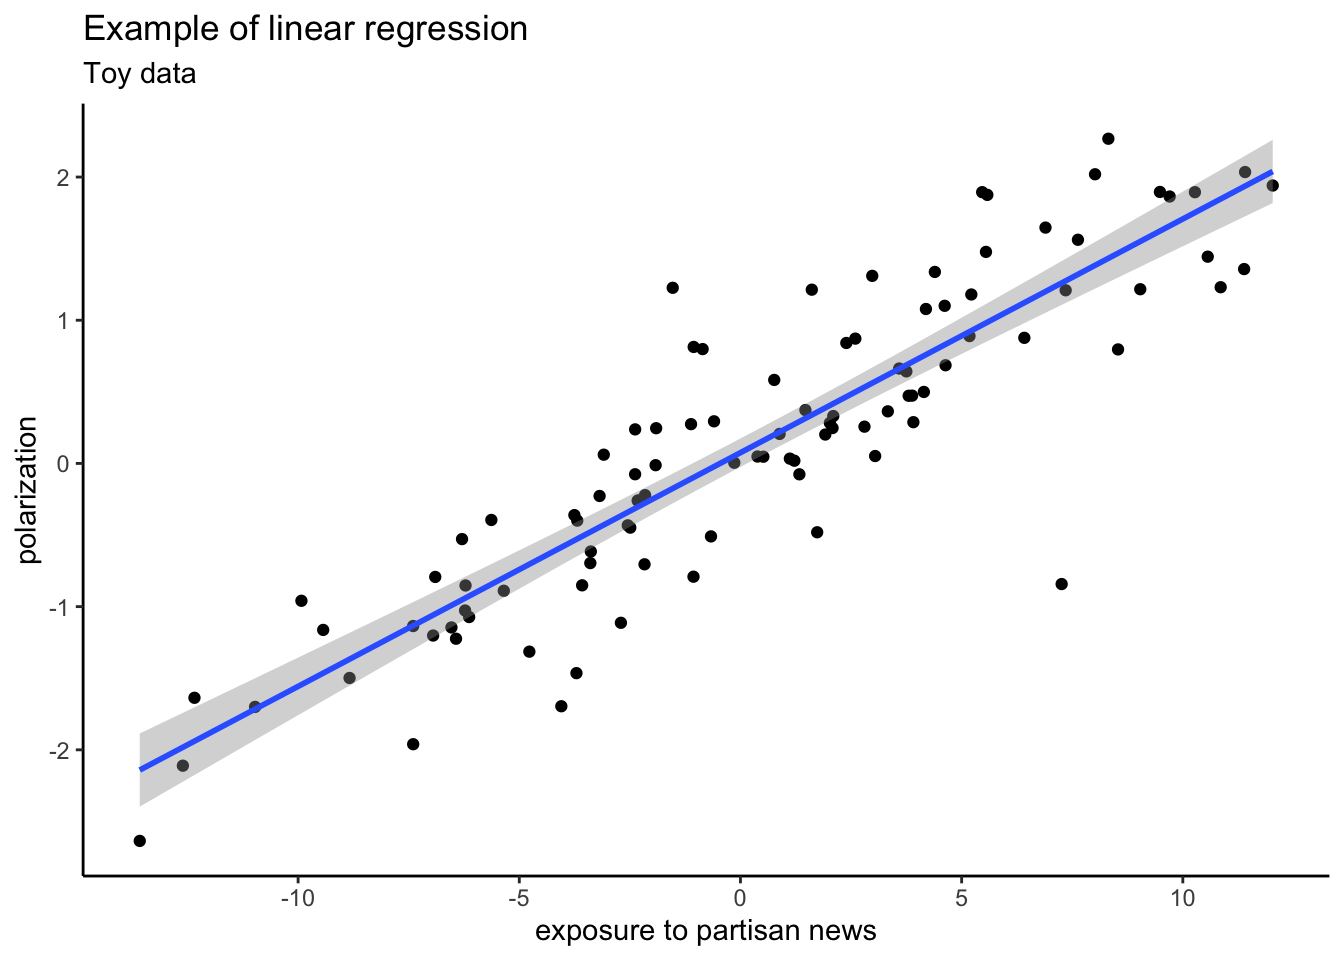 Example of linear regression
Toy data
2
1
0
-1
-2
polarization
-10
-5
0
5
10
exposure to partisan news